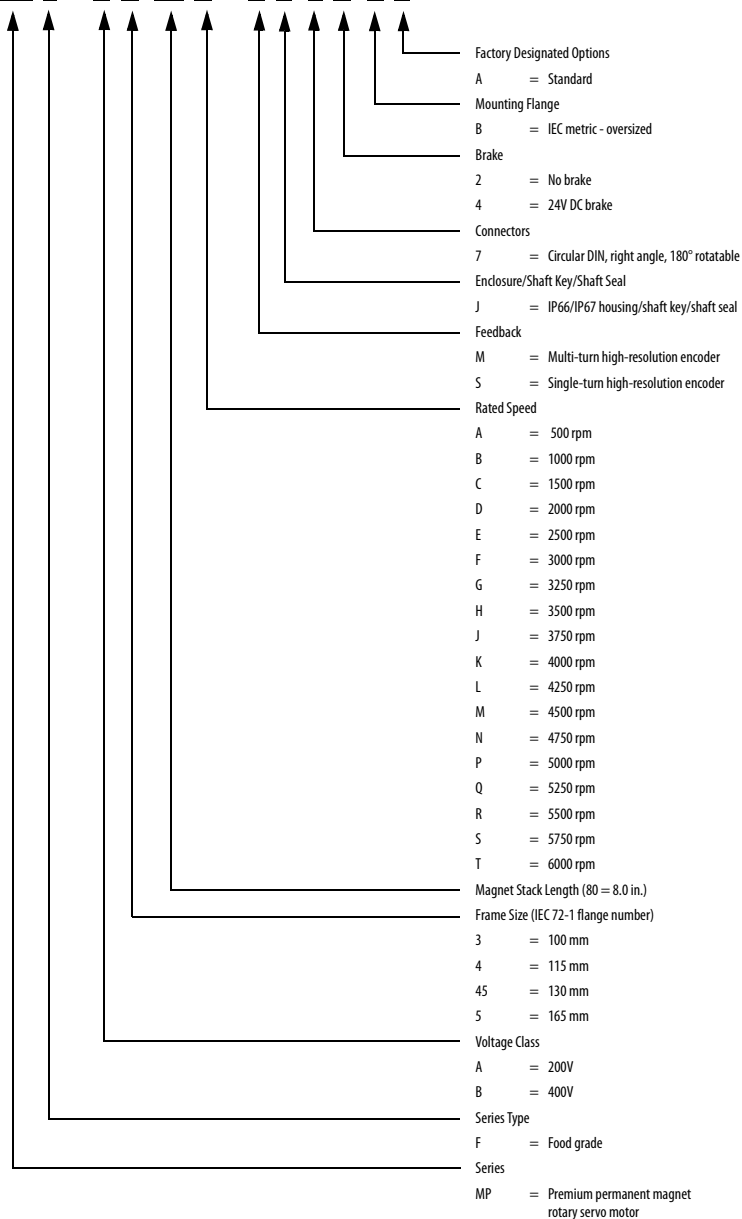 Factory Designated Options
A = Standard
Mounting Flange
B = IEC metric - oversized
Brake
2 = No brake
4 = 24V DC brake
Connectors
7 = Circular DIN, right angle, 180° rotatable
Enclosure/Shaft Key/Shaft Seal
J = IP66/IP67 housing/shaft key/shaft seal
Feedback
M = Multi-turn high-resolution encoder
S = Single-turn high-resolution encoder
Rated Speed
A = 500 rpm
B = 1000 rpm
C = 1500 rpm
D = 2000 rpm
E = 2500 rpm
F = 3000 rpm
G = 3250 rpm
H = 3500 rpm
J = 3750 rpm
K = 4000 rpm
L = 4250 rpm
M = 4500 rpm
N = 4750 rpm
P = 5000 rpm
Q = 5250 rpm
R = 5500 rpm
S = 5750 rpm
T = 6000 rpm
Magnet Stack Length (80 = 8.0 in.)
Frame Size (IEC 72-1 flange number)
3 = 100 mm
4 = 115 mm
45 = 130 mm
5 = 165 mm
Voltage Class
A = 200V
B = 400V
Series Type
F = Food grade
Series
MP = Premium permanent magnet
rotary servo motor